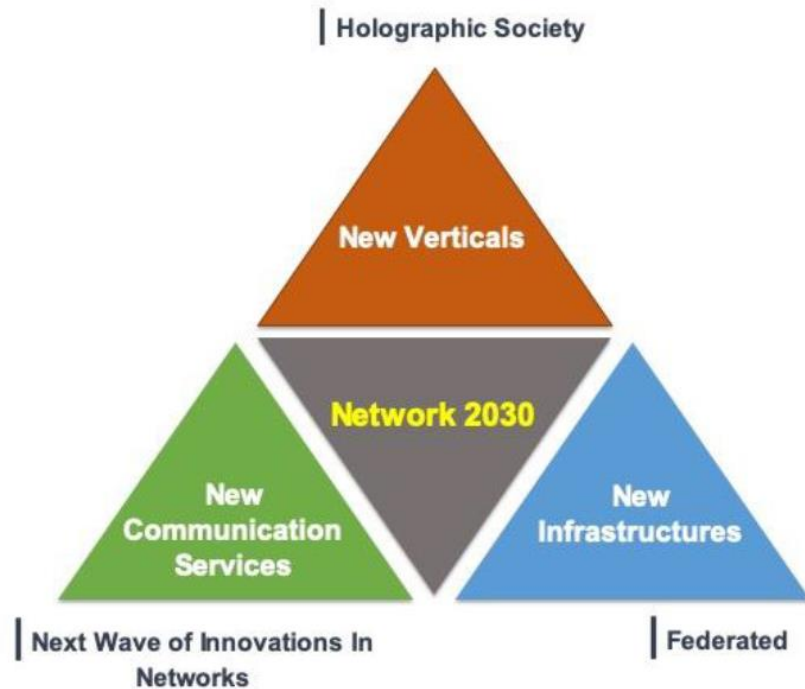 Holographic Society
New Verticals
Network 2030
New
Communication
Services
New
Infrastructures
Next Wave of Innovations In
Networks
Federated